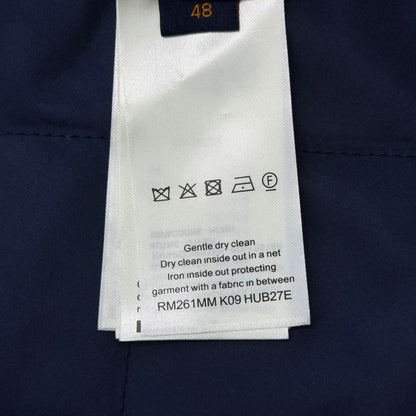 48
Gentle dry clean
Dry clean inside out in a net
Iron inside out protecting
garment with a fabric in between
RM261MM K09 HUB27E